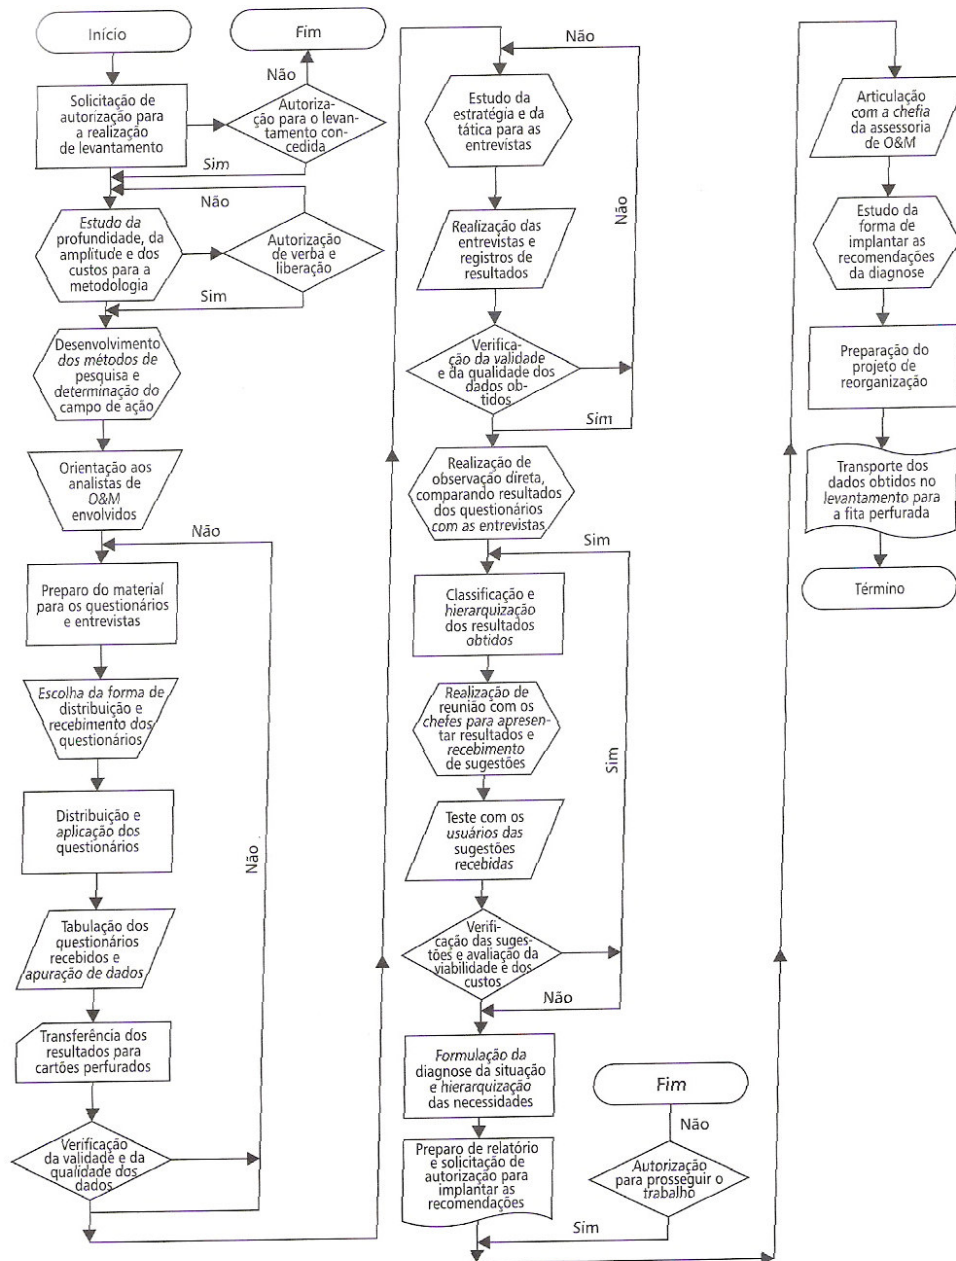 Início
Fim
Não
Solicitação de
autorização para
a realização
de levantamento
Autoriza-
ção para o levan-
tamento con-
cedida
Sim
Não
Estudo da
profundidade, da
amplitude e dos
custos para a
metodologia
Autorização
de verba e
liberação
Sim
Desenvolvimento
dos métodos de
pesquisa e
determinação do
campo de ação
Orientação aos
analistas de
O&M
envolvidos
Não
Preparo do material
para os questionários
e entrevistas
Escolha da forma de
distribuição e
recebimento dos
questionários
Distribuição e
aplicação dos
questionários
Não
Tabulação dos
questionários
recebidos e
apuração de dados
Transferência dos
resultados para
cartões perfurados
Verificação
da validade e da
qualidade dos
dados
Não
Estudo da
estratégia e da
tática para as
entrevistas
Não
Realização das
entrevistas e
registros de
resultados
Verifica-
ção da validade
e da qualidade dos
dados ob-
tidos
Sim
Realização de
observação direta,
comparando resultados
dos questionários
com as entrevistas
Sim
Classificação e
hierarquização
dos resultados
obtidos
Realização de
reunião com os
chefes para apresen-
tar resultados e
recebimento
de sugestões
Sim
Teste com os
usuários das
sugestões
recebidas
Verifi-
cação das suges-
tões e avaliação da
viabilidade e dos
custos
Não
Formulação da
diagnose da situação
e hierarquização
das necessidades
Preparo de relatório
e solicitação de
autorização para
implantar as
recomendações
Fim
Não
Autorização
para prosseguir o
trabalho
Sim
Articulação
com a chefia
da assessoria
de O&M
Estudo da
forma de
implantar as
recomendações
da diagnose
Preparação do
projeto de
reorganização
Transporte dos
dados obtidos no
levantamento para
a fita perfurada
Término